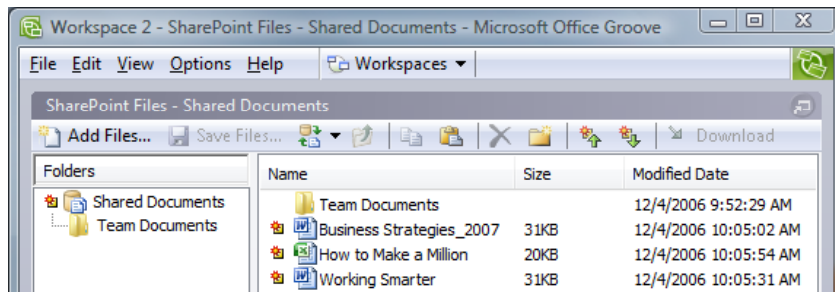 Workspace 2 - SharePoint Files - Shared Documents - Microsoft Office Groove
File Edit View Options Help Workspaces
SharePoint Files - Shared Documents
Add Files... Save Files... Download
Folders Name Size Modified Date
Shared Documents Team Documents 12/4/2006 9:52:29 AM
Team Documents Business Strategies_2007 31KB 12/4/2006 10:05:02 AM
How to Make a Million 20KB 12/4/2006 10:05:54 AM
Working Smarter 31KB 12/4/2006 10:05:31 AM